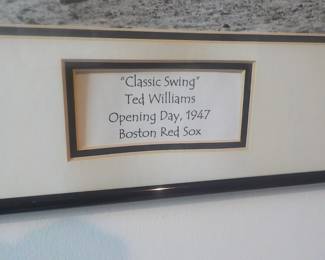 "Classic Swing"
Ted Williams
Opening Day, 1947
Boston Red Sox